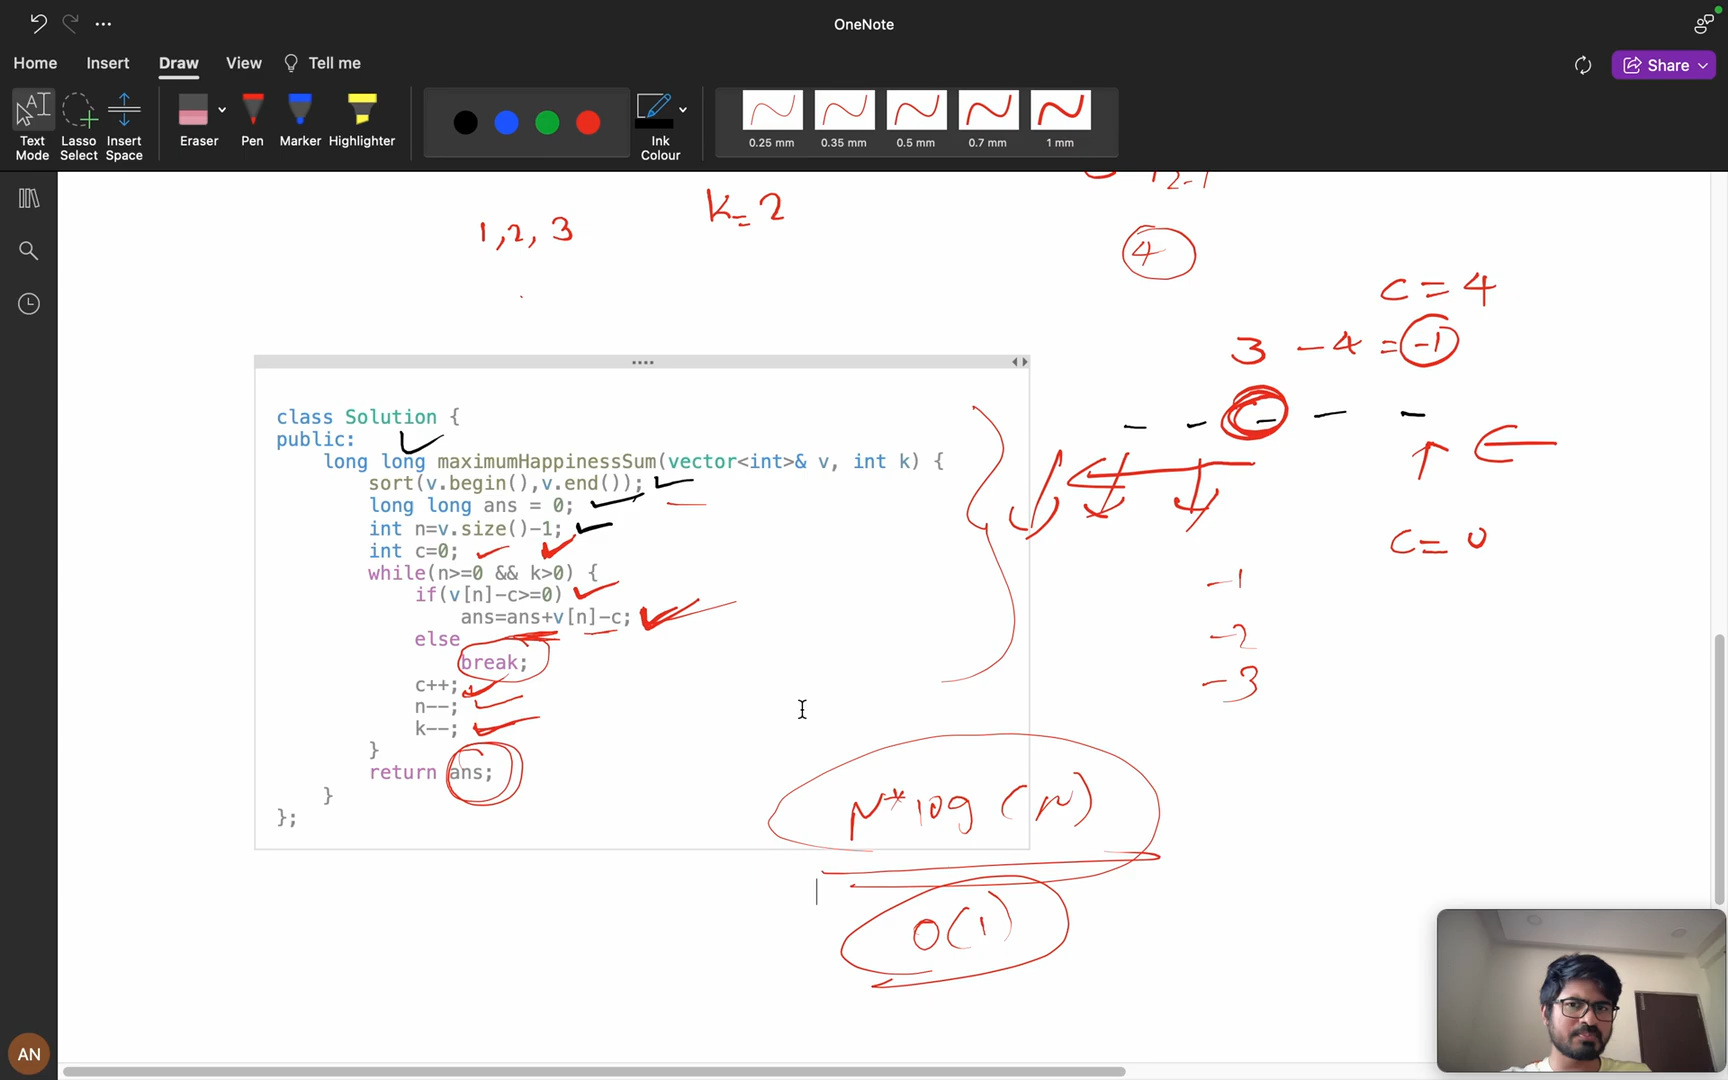 OneNote
Home Insert Draw View Tell me
Share
Text Mode
Lasso Select
Insert Space
Eraser
Pen
Marker
Highlighter
Ink Colour
0.25 mm
0.35 mm
0.5 mm
0.7 mm
1 mm
k=2
1,2,3
4
c=4
3 -4 =-1
class Solution {
public:
long long maximumHappinessSum(vector<int>& v, int k) {
sort(v.begin(),v.end());
long long ans = 0;
int n=v.size()-1;
int c=0;
while(n>=0 && k>0) {
if(v[n]-c>=0)
ans=ans+v[n]-c;
else
break;
c++;
n--;
k--;
}
return ans;
}
};
c=0
-1
-2
-3
N*log(N)
O(1)
AN